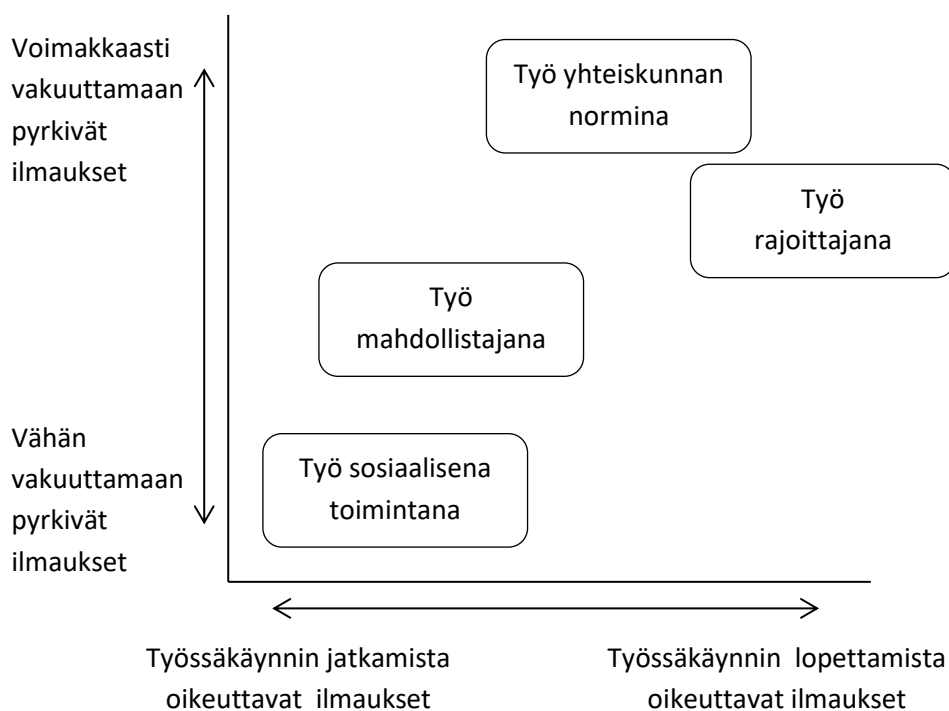 Voimakkaasti
vakuuttamaan
pyrkivät
ilmaukset
Työ yhteiskunnan
normina
Työ
rajoittajana
Työ
mahdollistajana
Vähän
vakuuttamaan
pyrkivät
ilmaukset
Työ sosiaalisena
toimintana
Työssäkäynnin jatkamista
oikeuttavat ilmaukset
Työssäkäynnin lopettamista
oikeuttavat ilmaukset